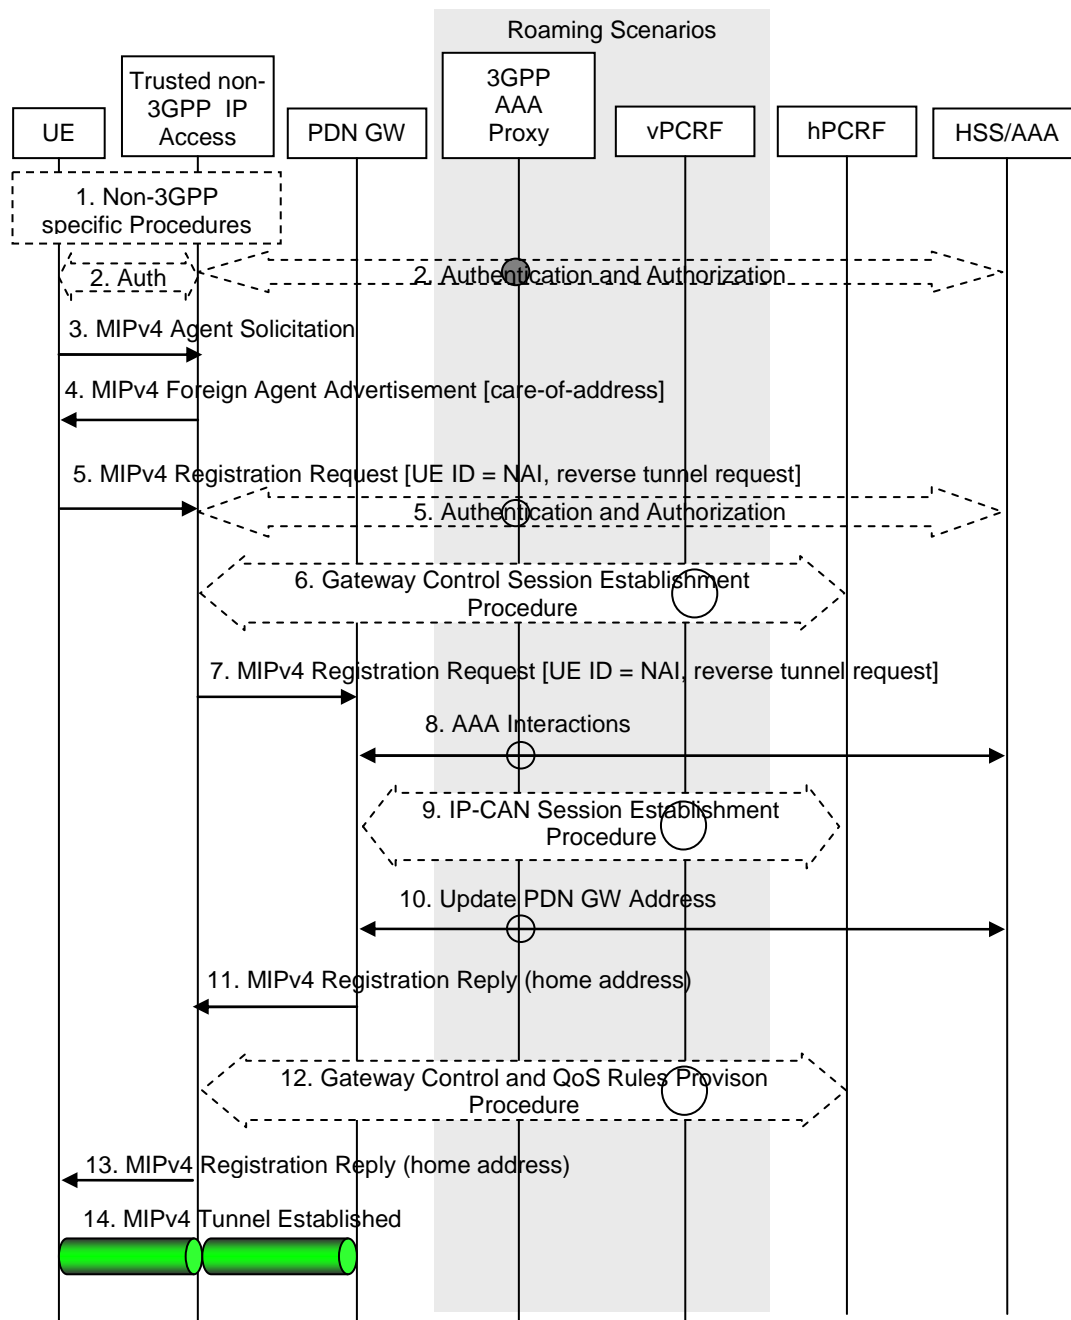 Roaming Scenarios
UE
Trusted non-
3GPP IP
Access
PDN GW
3GPP
AAA
Proxy
vPCRF
hPCRF
HSS/AAA
1. Non-3GPP
specific Procedures
2. Auth
2. Authentication and Authorization
3. MIPv4 Agent Solicitation
4. MIPv4 Foreign Agent Advertisement [care-of-address]
5. MIPv4 Registration Request [UE ID = NAI, reverse tunnel request]
5. Authentication and Authorization
6. Gateway Control Session Establishment
Procedure
7. MIPv4 Registration Request [UE ID = NAI, reverse tunnel request]
8. AAA Interactions
9. IP-CAN Session Establishment
Procedure
10. Update PDN GW Address
11. MIPv4 Registration Reply (home address)
12. Gateway Control and QoS Rules Provison
Procedure
13. MIPv4 Registration Reply (home address)
14. MIPv4 Tunnel Established